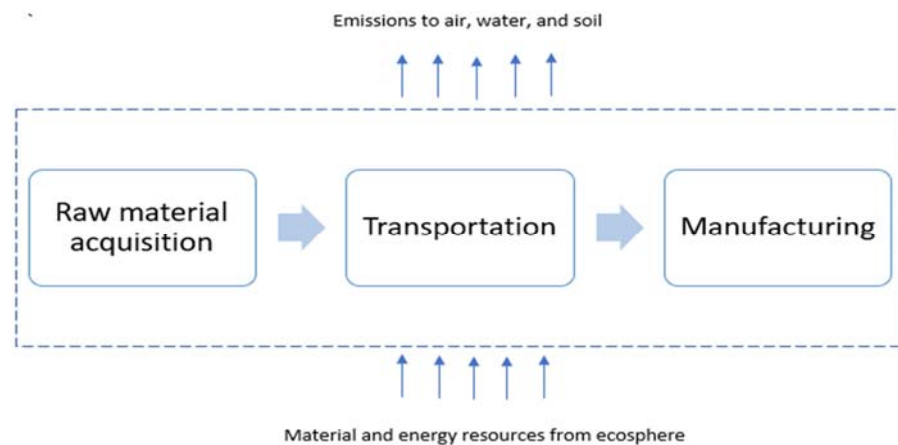 Emissions to air, water, and soil
Raw material
acquisition
Transportation
Manufacturing
Material and energy resources from ecosphere